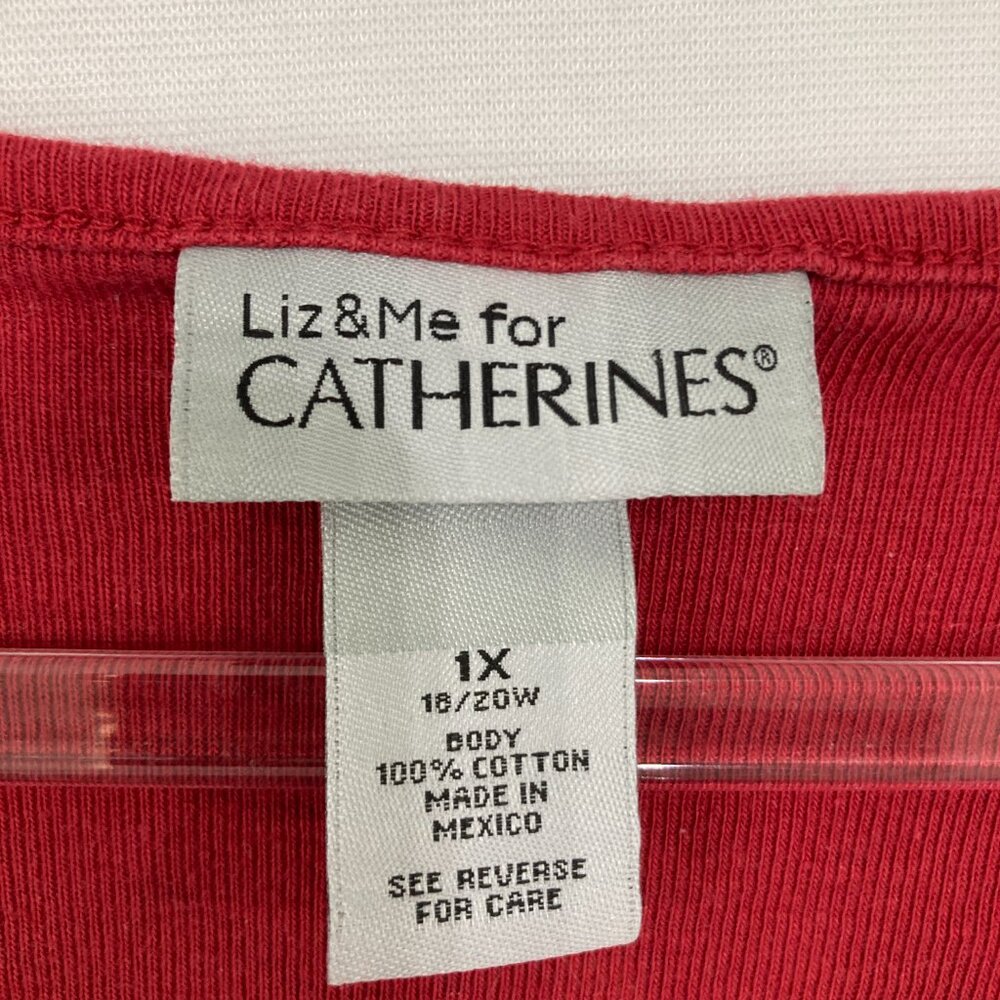 Liz&Me for
CATHERINES®
1X
18/20W
BODY
100% COTTON
MADE IN
MEXICO
SEE REVERSE
FOR CARE